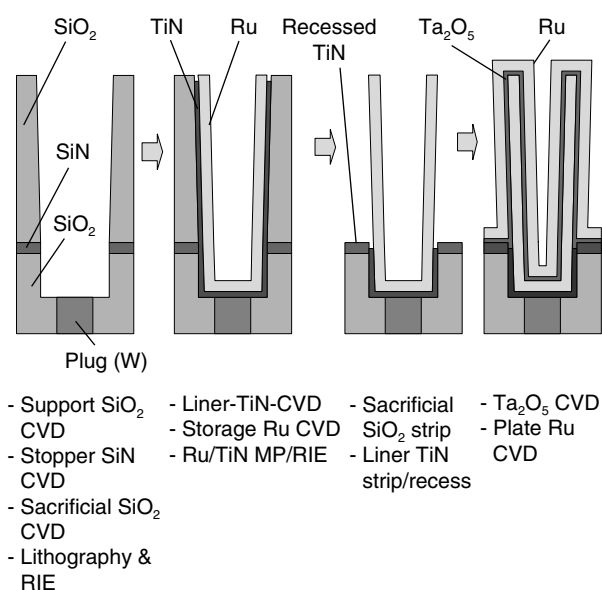 SiO₂
TiN
Ru
Recessed
TiN
Ta₂O₅
Ru
SiN
SiO₂
Plug (W)
- Support SiO₂
CVD
- Stopper SiN
CVD
- Sacrificial SiO₂
CVD
- Lithography &
RIE
- Liner-TiN-CVD
- Storage Ru CVD
- Ru/TiN MP/RIE
- Sacrificial
SiO₂ strip
- Liner TiN
strip/recess
- Ta₂O₅ CVD
- Plate Ru
CVD